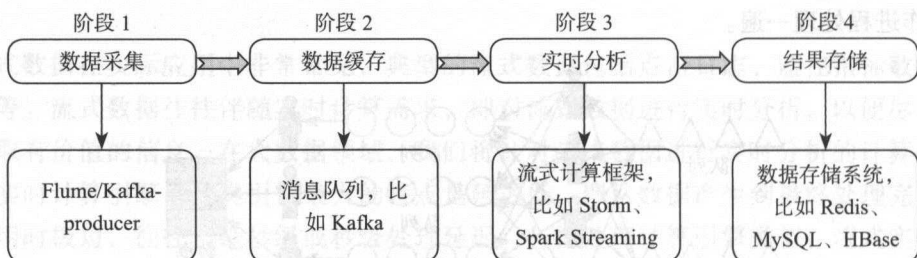 阶段 1 阶段 2 阶段 3 阶段 4
数据采集 数据缓存 实时分析 结果存储
Flume/Kafka-
producer
消息队列，比
如 Kafka
流式计算框架，
比如 Storm、
Spark Streaming
数据存储系统，
比如 Redis、
MySQL、HBase